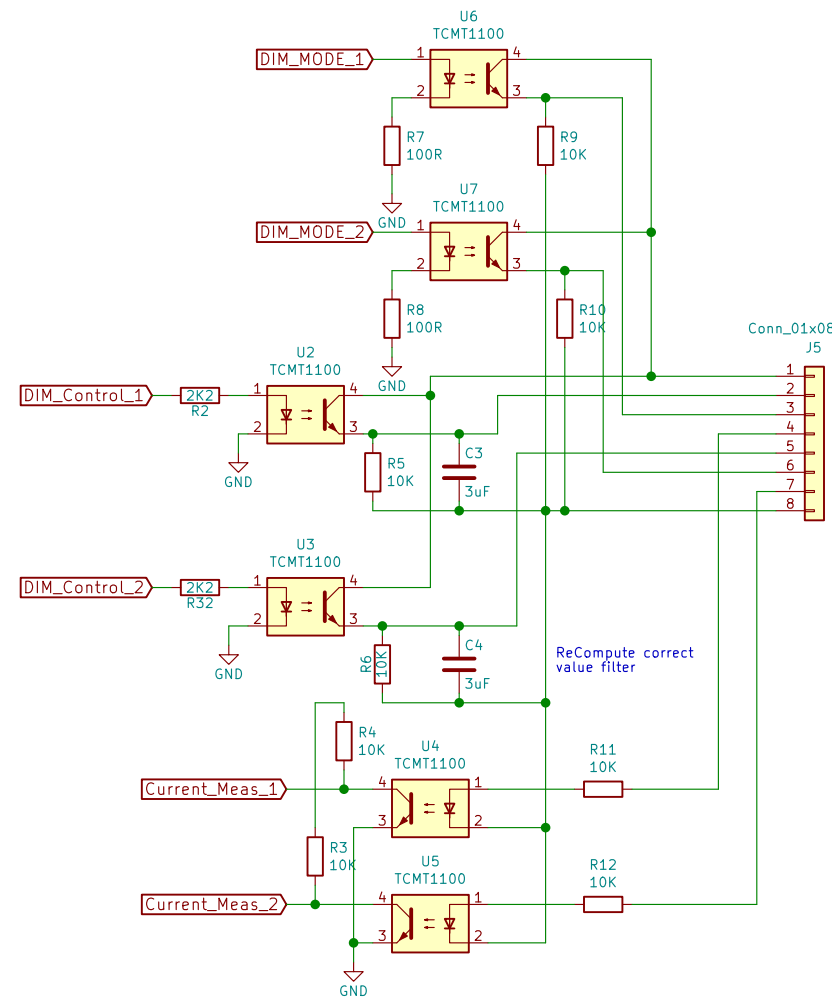 U6
TCMT1100
DIM_MODE_1
1
4
2
3
R7
100R
R9
10K
GND
U7
TCMT1100
DIM_MODE_2
1
4
2
3
R8
100R
R10
10K
GND
Conn_01x08
J5
U2
TCMT1100
DIM_Control_1
2K2
R2
1
4
2
3
GND
R5
10K
C3
3uF
1
2
3
4
5
6
7
8
U3
TCMT1100
DIM_Control_2
2K2
R32
1
4
2
3
GND
R6
10K
C4
3uF
ReCompute correct
value filter
R4
10K
U4
TCMT1100
R11
10K
Current_Meas_1
4
1
3
2
R3
10K
U5
TCMT1100
R12
10K
Current_Meas_2
4
1
3
2
GND